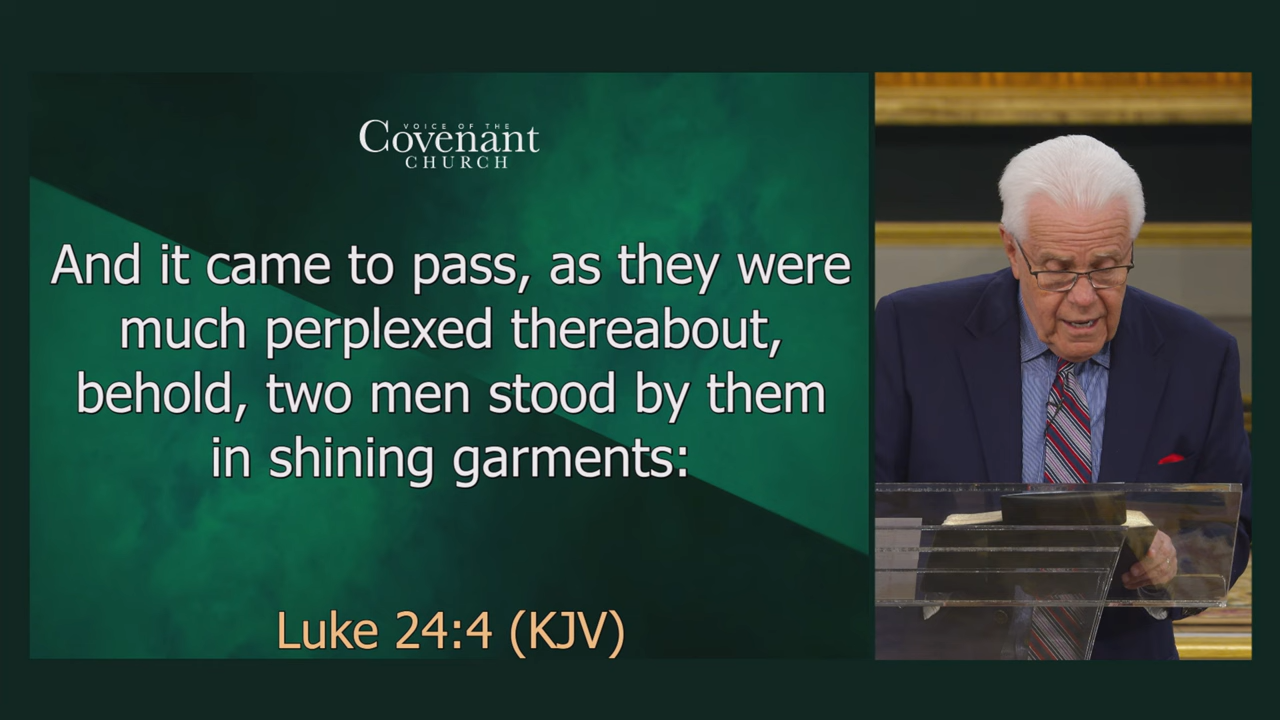 VOICE OF THE
Covenant
CHURCH
And it came to pass, as they were
much perplexed thereabout,
behold, two men stood by them
in shining garments:
Luke 24:4 (KJV)